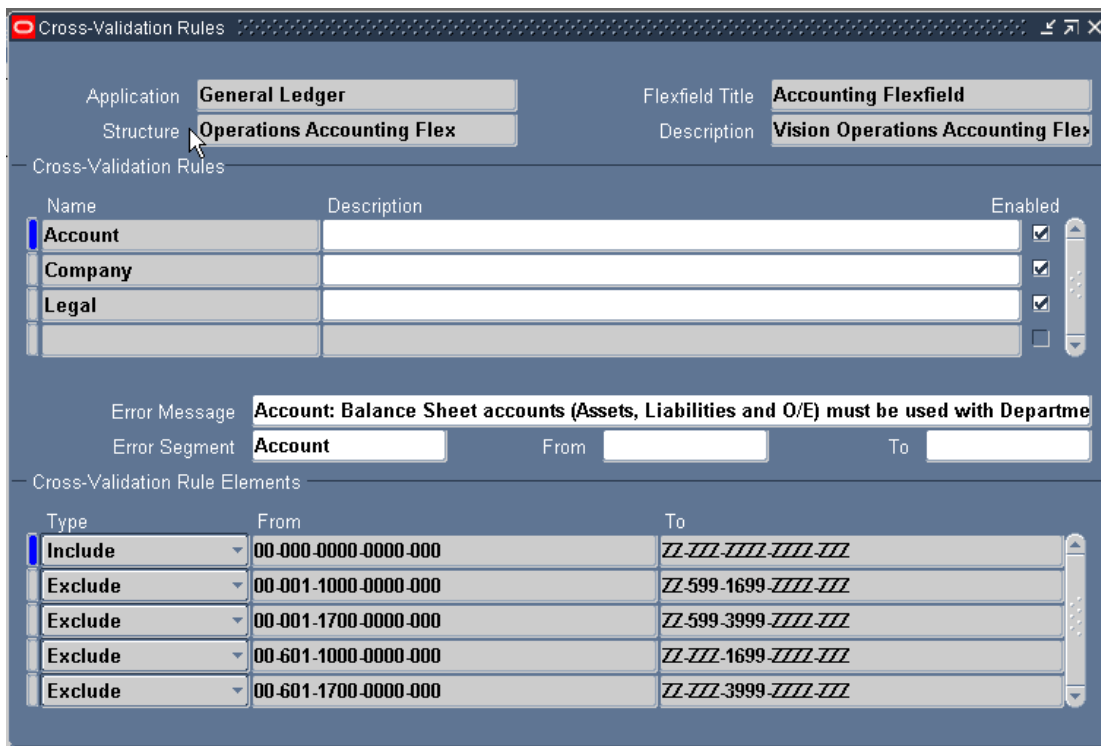 Cross-Validation Rules
Application General Ledger Flexfield Title Accounting Flexfield
Structure Operations Accounting Flex Description Vision Operations Accounting Flex
Cross-Validation Rules
Name Description Enabled
Account
Company
Legal
Error Message Account: Balance Sheet accounts (Assets, Liabilities and O/E) must be used with Departme
Error Segment Account From To
Cross-Validation Rule Elements
Type From To
Include 00-000-0000-0000-000 ZZ-ZZZ-ZZZZ-ZZZZ-ZZZ
Exclude 00-001-1000-0000-000 ZZ-599-1699-ZZZZ-ZZZ
Exclude 00-001-1700-0000-000 ZZ-599-3999-ZZZZ-ZZZ
Exclude 00-601-1000-0000-000 ZZ-ZZZ-1699-ZZZZ-ZZZ
Exclude 00-601-1700-0000-000 ZZ-ZZZ-3999-ZZZZ-ZZZ